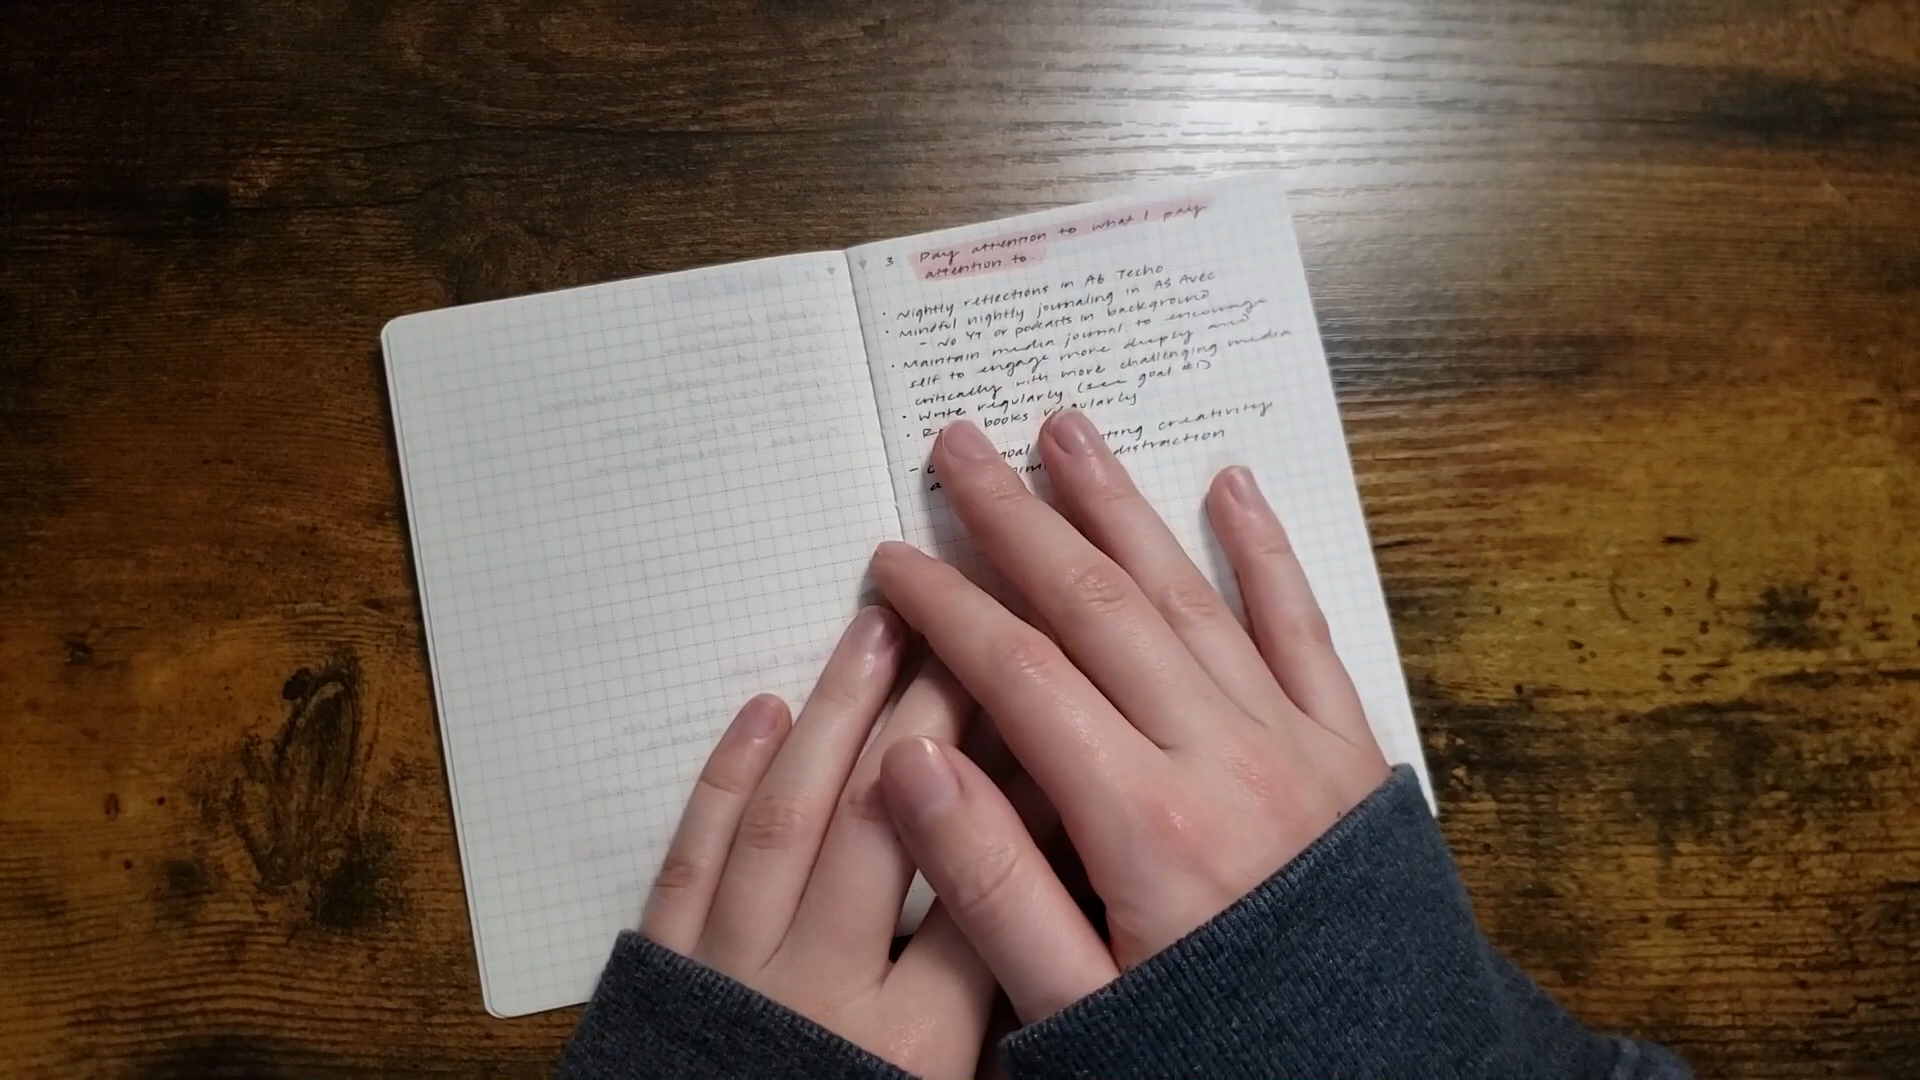 3 Pay attention to what I pay
attention to...
• Nightly reflections in A6 Techo
• Mindful nightly journaling in A5 Avec
- No YT or podcasts in background
• Maintain media journal to encourage
self to engage more deeply and
critically with more challenging media
• Write regularly (see goal #1)
• books regularly
- goal creativity
distraction